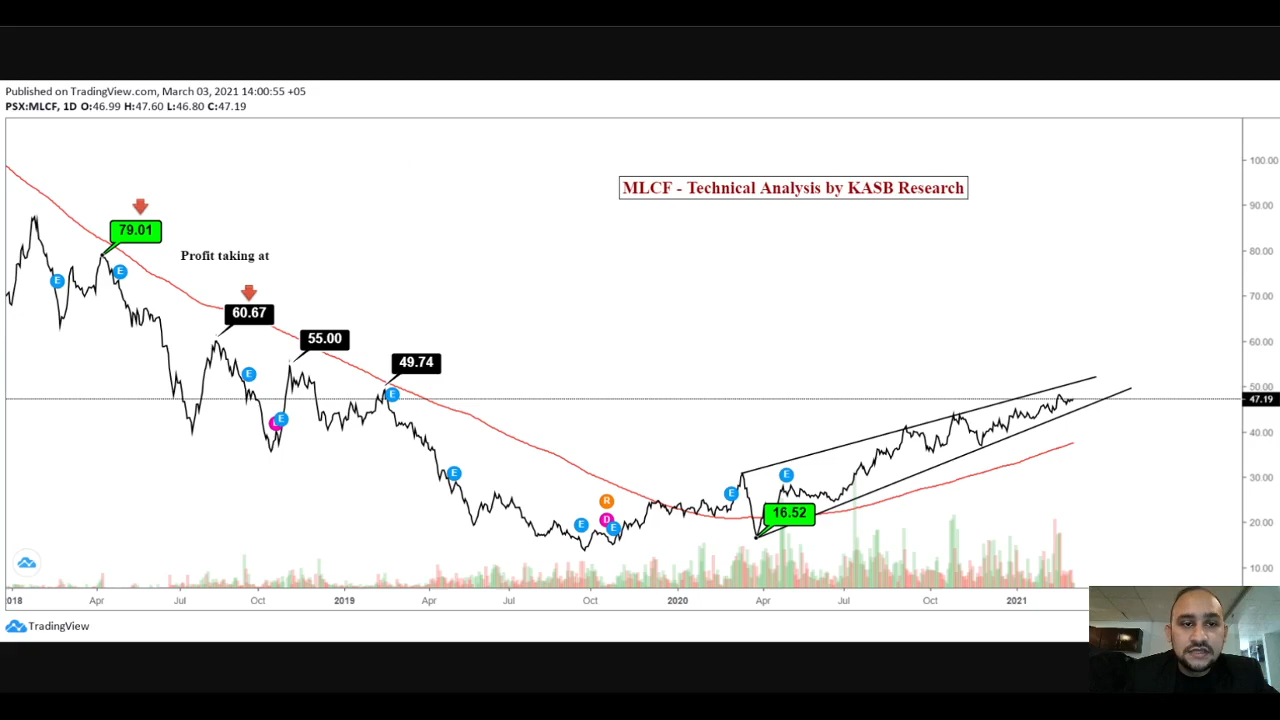 Published on TradingView.com, March 03, 2021 14:00:55 +05
PSX:MLCF, 1D O:46.99 H:47.60 L:46.80 C:47.19
MLCF - Technical Analysis by KASB Research
100.00
90.00
79.01
E
E
Profit taking at
80.00
70.00
60.67
60.00
55.00
49.74
50.00
47.19
E
E
E
40.00
E
E
E
30.00
R
D
E
E
16.52
20.00
10.00
2018
Apr
Jul
Oct
2019
Apr
Jul
Oct
2020
Apr
Jul
Oct
2021
TradingView